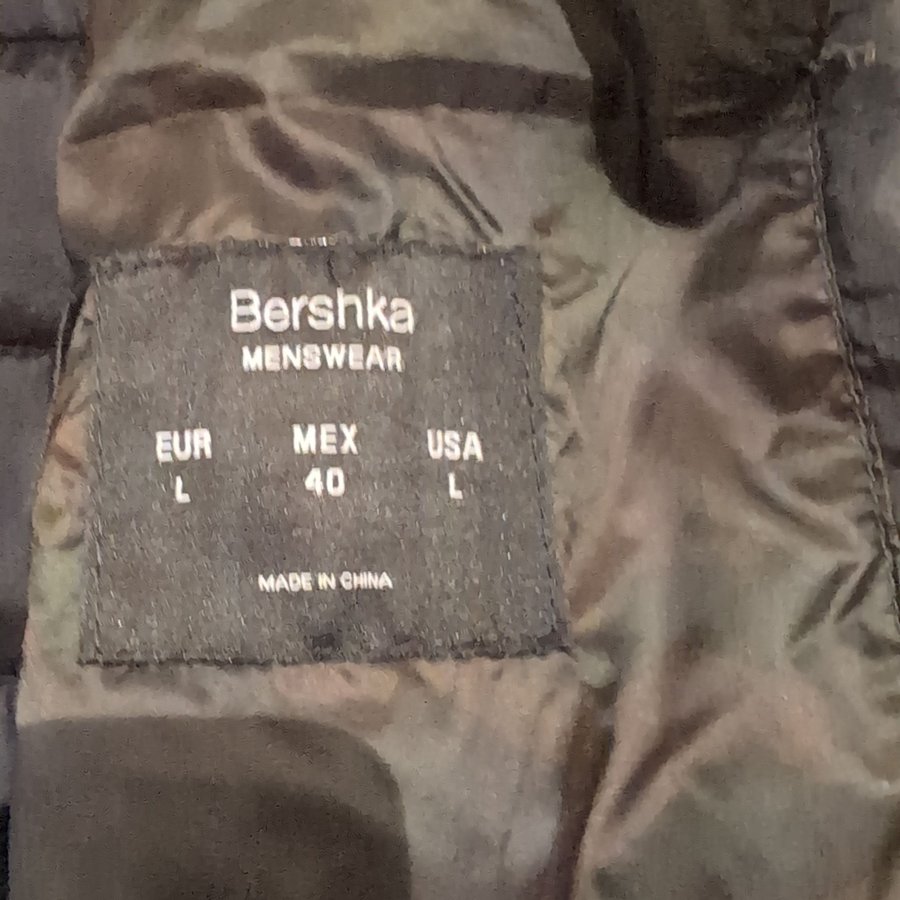 Bershka
MENSWEAR
EUR MEX USA
L 40 L
MADE IN CHINA